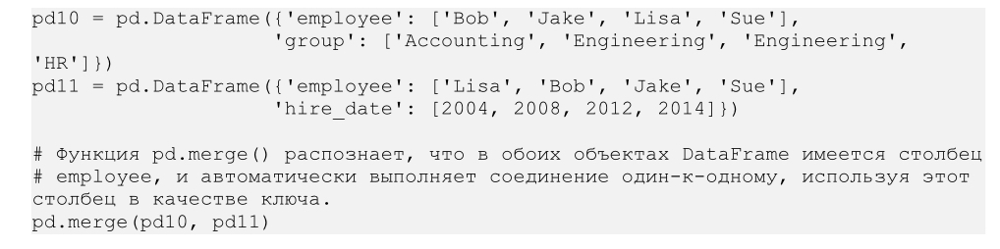 pd10 = pd.DataFrame({'employee': ['Bob', 'Jake', 'Lisa', 'Sue'],
'group': ['Accounting', 'Engineering', 'Engineering',
'HR']})
pd11 = pd.DataFrame({'employee': ['Lisa', 'Bob', 'Jake', 'Sue'],
'hire_date': [2004, 2008, 2012, 2014]})
# Функция pd.merge() распознает, что в обоих объектах DataFrame имеется столбец
# employee, и автоматически выполняет соединение один-к-одному, используя этот
столбец в качестве ключа.
pd.merge(pd10, pd11)